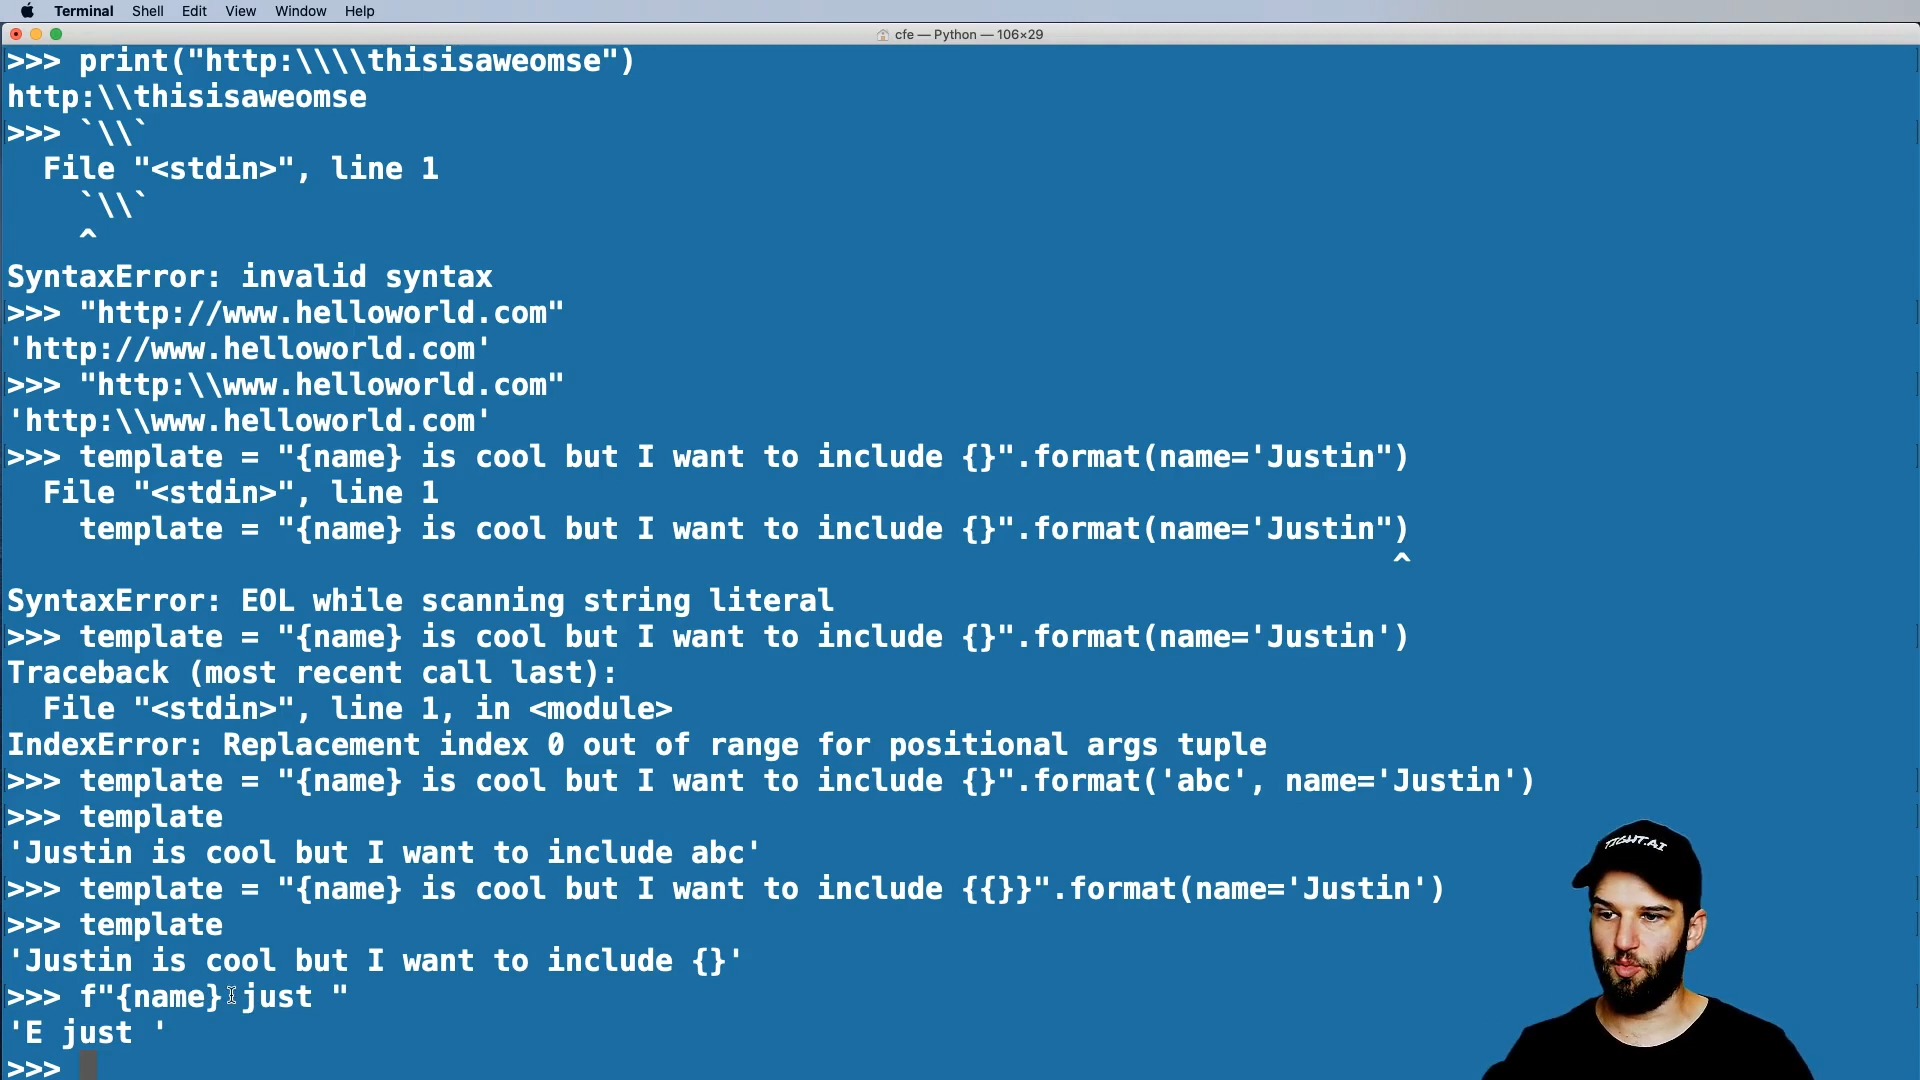 Terminal Shell Edit View Window Help
cfe — Python — 106×29
>>> print("http:\\\\thisisaweomse")
http:\\thisisaweomse
>>> `\\`
  File "<stdin>", line 1
    `\\`
    ^
SyntaxError: invalid syntax
>>> "http://www.helloworld.com"
'http://www.helloworld.com'
>>> "http:\\www.helloworld.com"
'http:\\www.helloworld.com'
>>> template = "{name} is cool but I want to include {}".format(name='Justin")
  File "<stdin>", line 1
    template = "{name} is cool but I want to include {}".format(name='Justin")
                                                                             ^
SyntaxError: EOL while scanning string literal
>>> template = "{name} is cool but I want to include {}".format(name='Justin')
Traceback (most recent call last):
  File "<stdin>", line 1, in <module>
IndexError: Replacement index 0 out of range for positional args tuple
>>> template = "{name} is cool but I want to include {}".format('abc', name='Justin')
>>> template
'Justin is cool but I want to include abc'
>>> template = "{name} is cool but I want to include {{}}".format(name='Justin')
>>> template
'Justin is cool but I want to include {}'
>>> f"{name} just "
'E just '
>>>
TIGHT.AI